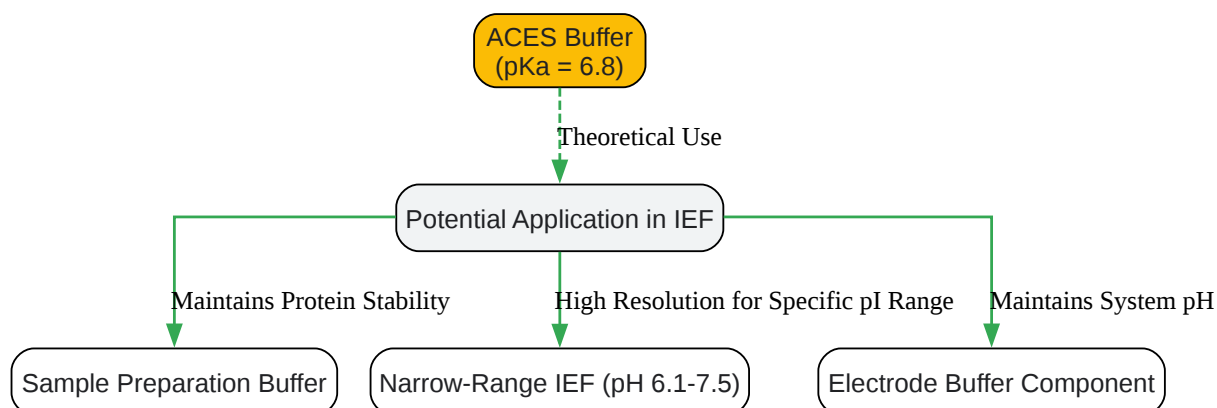 ACES Buffer
(pKa = 6.8)
Theoretical Use
Potential Application in IEF
Maintains Protein Stability
High Resolution for Specific pI Range
Maintains System pH
Sample Preparation Buffer
Narrow-Range IEF (pH 6.1-7.5)
Electrode Buffer Component